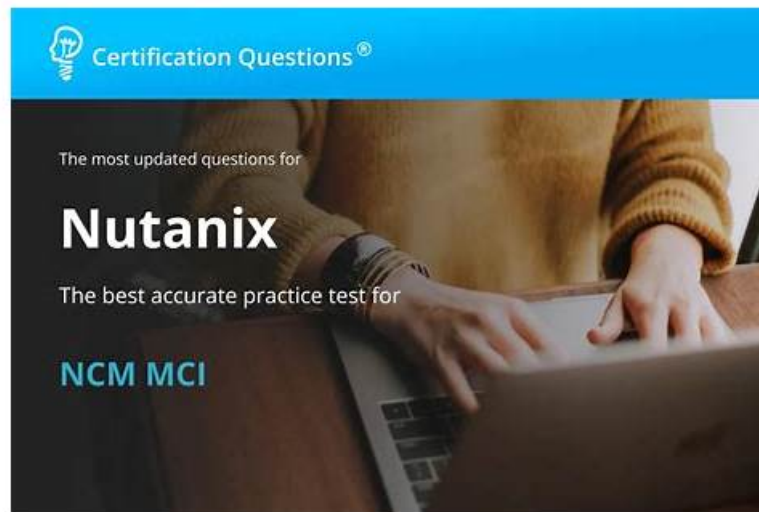 Certification Questions ®
The most updated questions for
Nutanix
The best accurate practice test for
NCM MCI